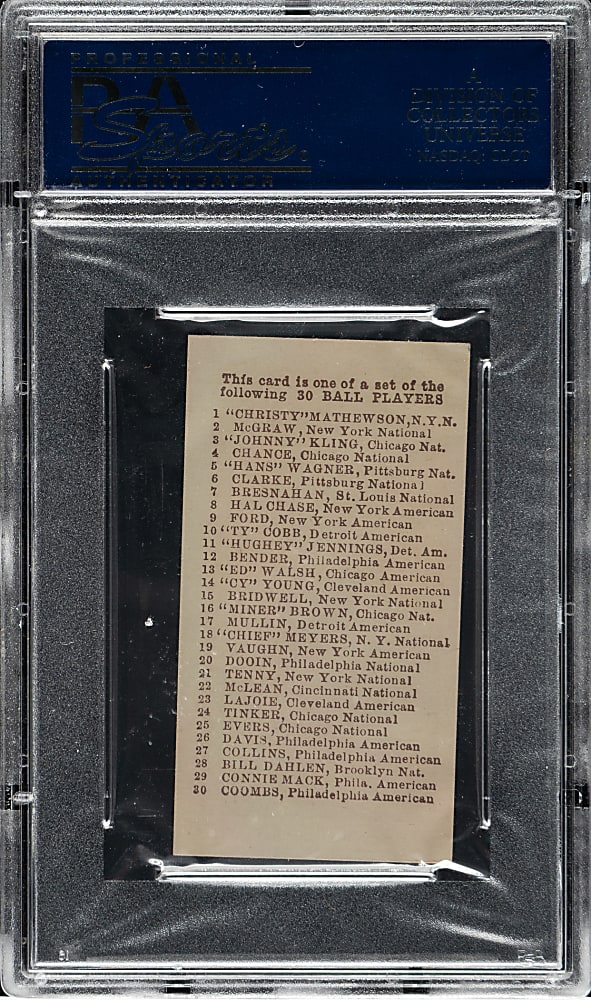 PROFESSIONAL
PSA
Sports
AUTHENTICATOR
A
DIVISION OF
COLLECTORS
UNIVERSE
NASDAQ: CLCT
This card is one of a set of the
following 30 BALL PLAYERS
1 "CHRISTY" MATHEWSON, N.Y.N.
2 McGRAW, New York National
3 "JOHNNY" KLING, Chicago Nat.
4 CHANCE, Chicago National
5 "HANS" WAGNER, Pittsburg Nat.
6 CLARKE, Pittsburg National
7 BRESNAHAN, St. Louis National
8 HAL CHASE, New York American
9 FORD, New York American
10 "TY" COBB, Detroit American
11 "HUGHEY" JENNINGS, Det. Am.
12 BENDER, Philadelphia American
13 "ED" WALSH, Chicago American
14 "CY" YOUNG, Cleveland American
15 BRIDWELL, New York National
16 "MINER" BROWN, Chicago Nat.
17 MULLIN, Detroit American
18 "CHIEF" MEYERS, N. Y. National
19 VAUGHN, New York American
20 DOOIN, Philadelphia National
21 TENNY, New York National
22 McLEAN, Cincinnati National
23 LAJOIE, Cleveland American
24 TINKER, Chicago National
25 EVERS, Chicago National
26 DAVIS, Philadelphia American
27 COLLINS, Philadelphia American
28 BILL DAHLEN, Brooklyn Nat.
29 CONNIE MACK, Phila. American
30 COOMBS, Philadelphia American
PSA